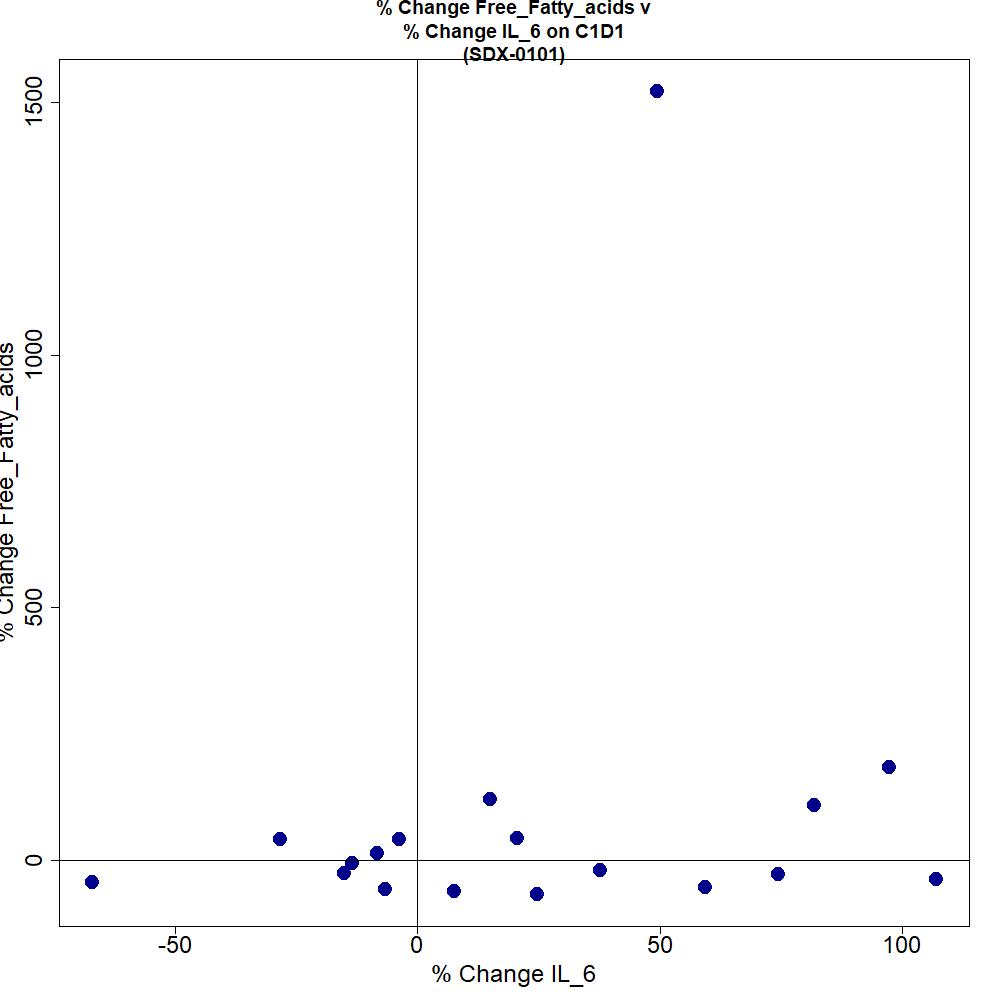 % Change Free_Fatty_acids v
% Change IL_6 on C1D1
(SDX-0101)
% Change Free_Fatty_acids
1500
1000
500
0
-50
0
50
100
% Change IL_6